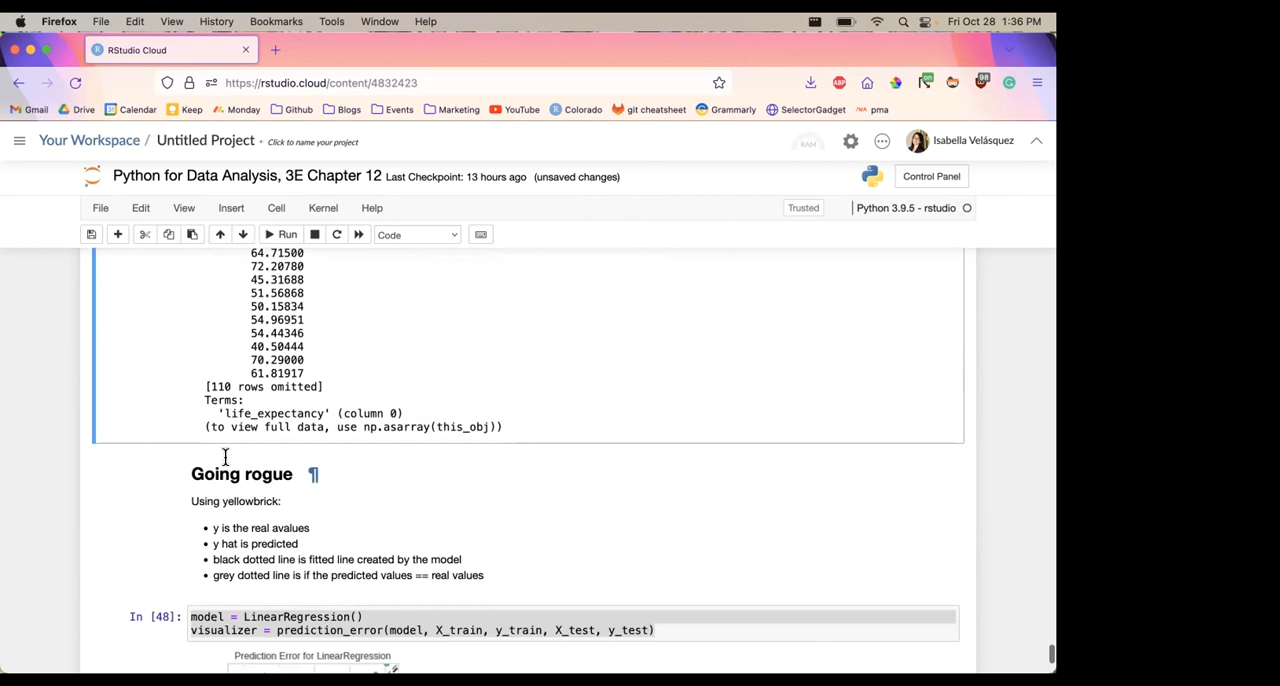 Firefox File Edit View History Bookmarks Tools Window Help Fri Oct 28 1:36 PM
RStudio Cloud
https://rstudio.cloud/content/4832423
98
on
Gmail Drive Calendar Keep Monday Github Blogs Events Marketing YouTube Colorado git cheatsheet Grammarly SelectorGadget pma
Your Workspace / Untitled Project • Click to name your project RAM Isabella Velásquez
Python for Data Analysis, 3E Chapter 12 Last Checkpoint: 13 hours ago (unsaved changes) Control Panel
File Edit View Insert Cell Kernel Help Trusted Python 3.9.5 - rstudio
Run Code
64.71500
72.20780
45.31688
51.56868
50.15834
54.96951
54.44346
40.50444
70.29000
61.81917
[110 rows omitted]
Terms:
'life_expectancy' (column 0)
(to view full data, use np.asarray(this_obj))
Going rogue ¶
Using yellowbrick:
• y is the real avalues
• y hat is predicted
• black dotted line is fitted line created by the model
• grey dotted line is if the predicted values == real values
In [48]: model = LinearRegression()
visualizer = prediction_error(model, X_train, y_train, X_test, y_test)
Prediction Error for LinearRegression